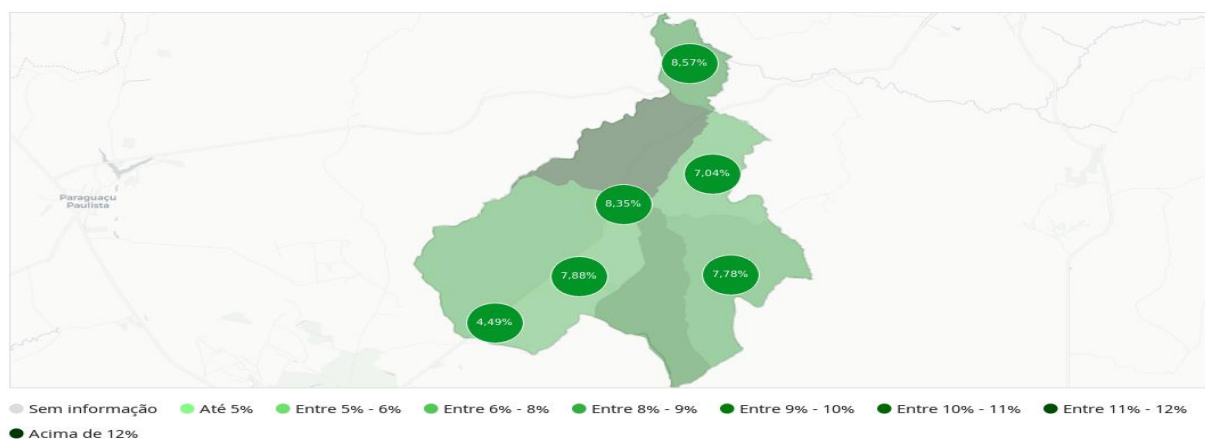 8,57%
7,04%
Paraguaçu
Paulista
8,35%
7,88%
7,78%
4,49%
Sem informação Até 5% Entre 5% - 6% Entre 6% - 8% Entre 8% - 9% Entre 9% - 10% Entre 10% - 11% Entre 11% - 12%
Acima de 12%